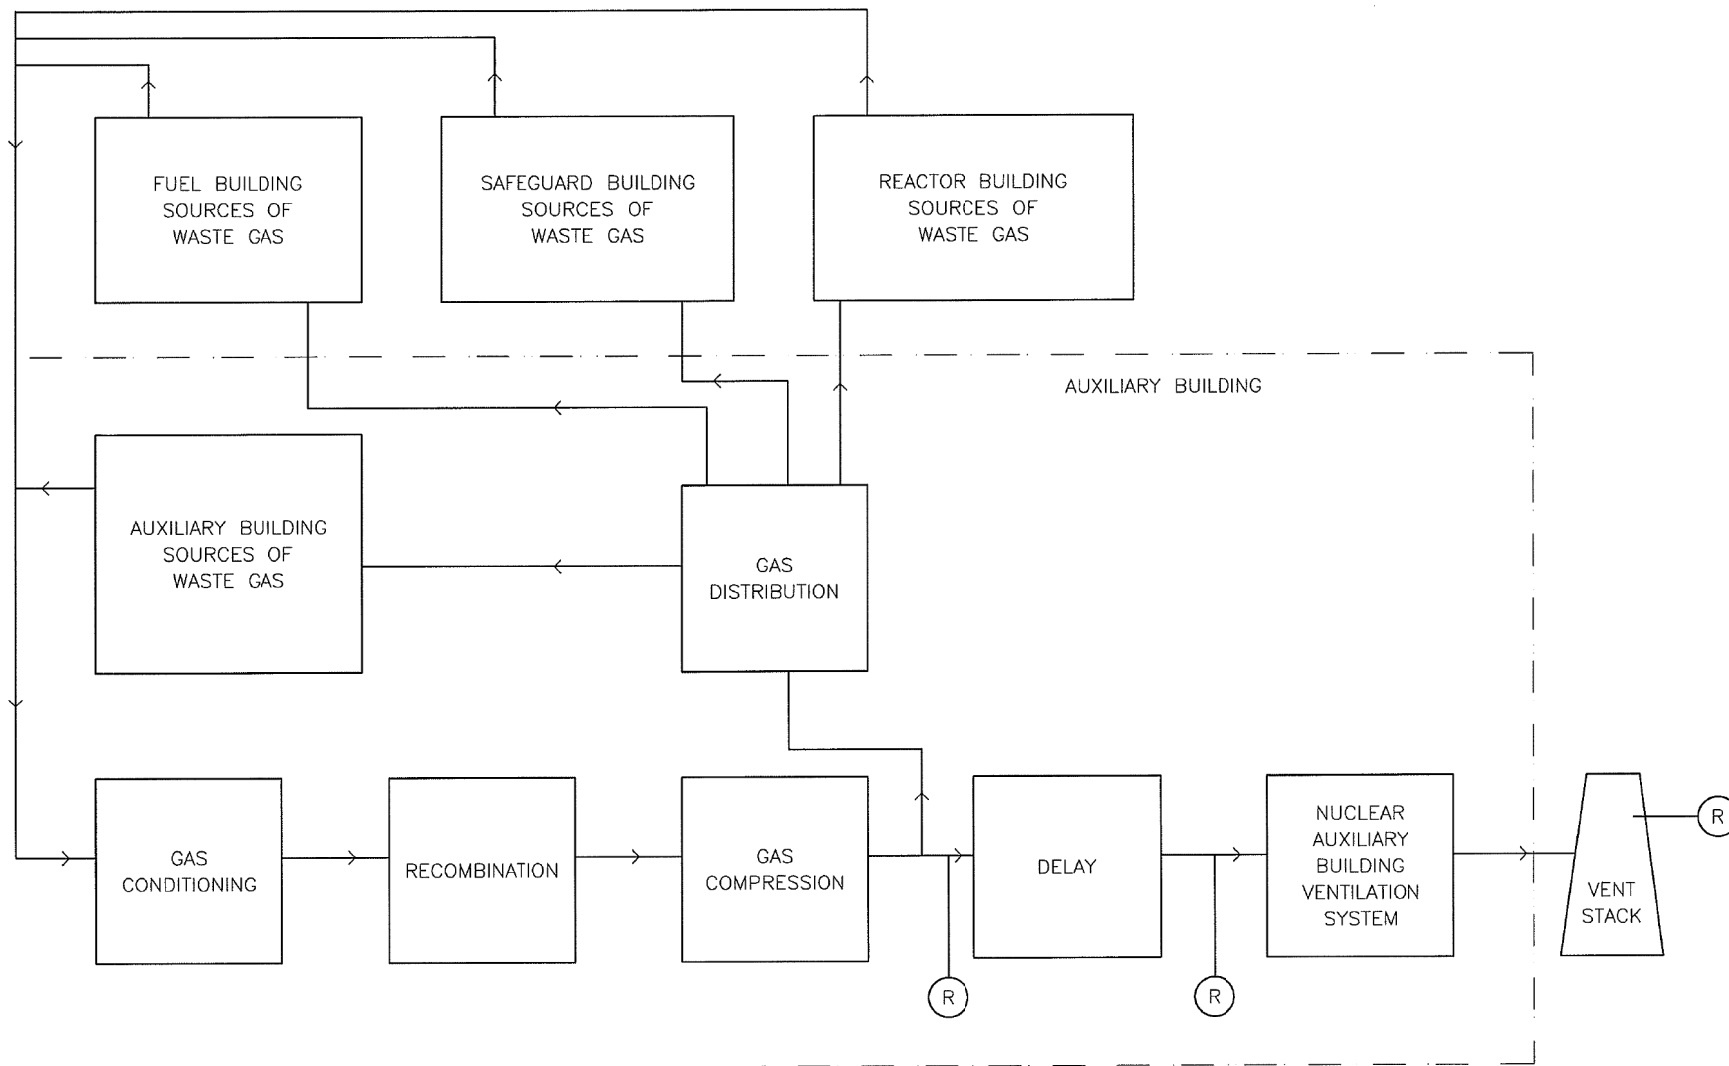 FUEL BUILDING
SOURCES OF
WASTE GAS
SAFEGUARD BUILDING
SOURCES OF
WASTE GAS
REACTOR BUILDING
SOURCES OF
WASTE GAS
AUXILIARY BUILDING
AUXILIARY BUILDING
SOURCES OF
WASTE GAS
GAS
DISTRIBUTION
GAS
CONDITIONING
RECOMBINATION
GAS
COMPRESSION
DELAY
NUCLEAR
AUXILIARY
BUILDING
VENTILATION
SYSTEM
VENT
STACK
R
R
R